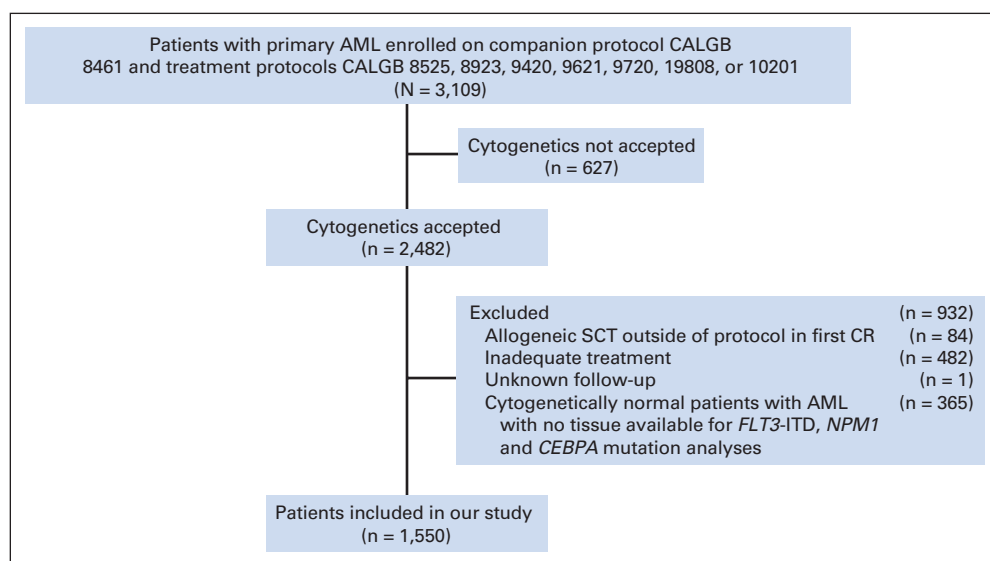 Patients with primary AML enrolled on companion protocol CALGB
8461 and treatment protocols CALGB 8525, 8923, 9420, 9621, 9720, 19808, or 10201
(N = 3,109)
Cytogenetics not accepted
(n = 627)
Cytogenetics accepted
(n = 2,482)
Excluded (n = 932)
Allogeneic SCT outside of protocol in first CR (n = 84)
Inadequate treatment (n = 482)
Unknown follow-up (n = 1)
Cytogenetically normal patients with AML (n = 365)
with no tissue available for FLT3-ITD, NPM1
and CEBPA mutation analyses
Patients included in our study
(n = 1,550)